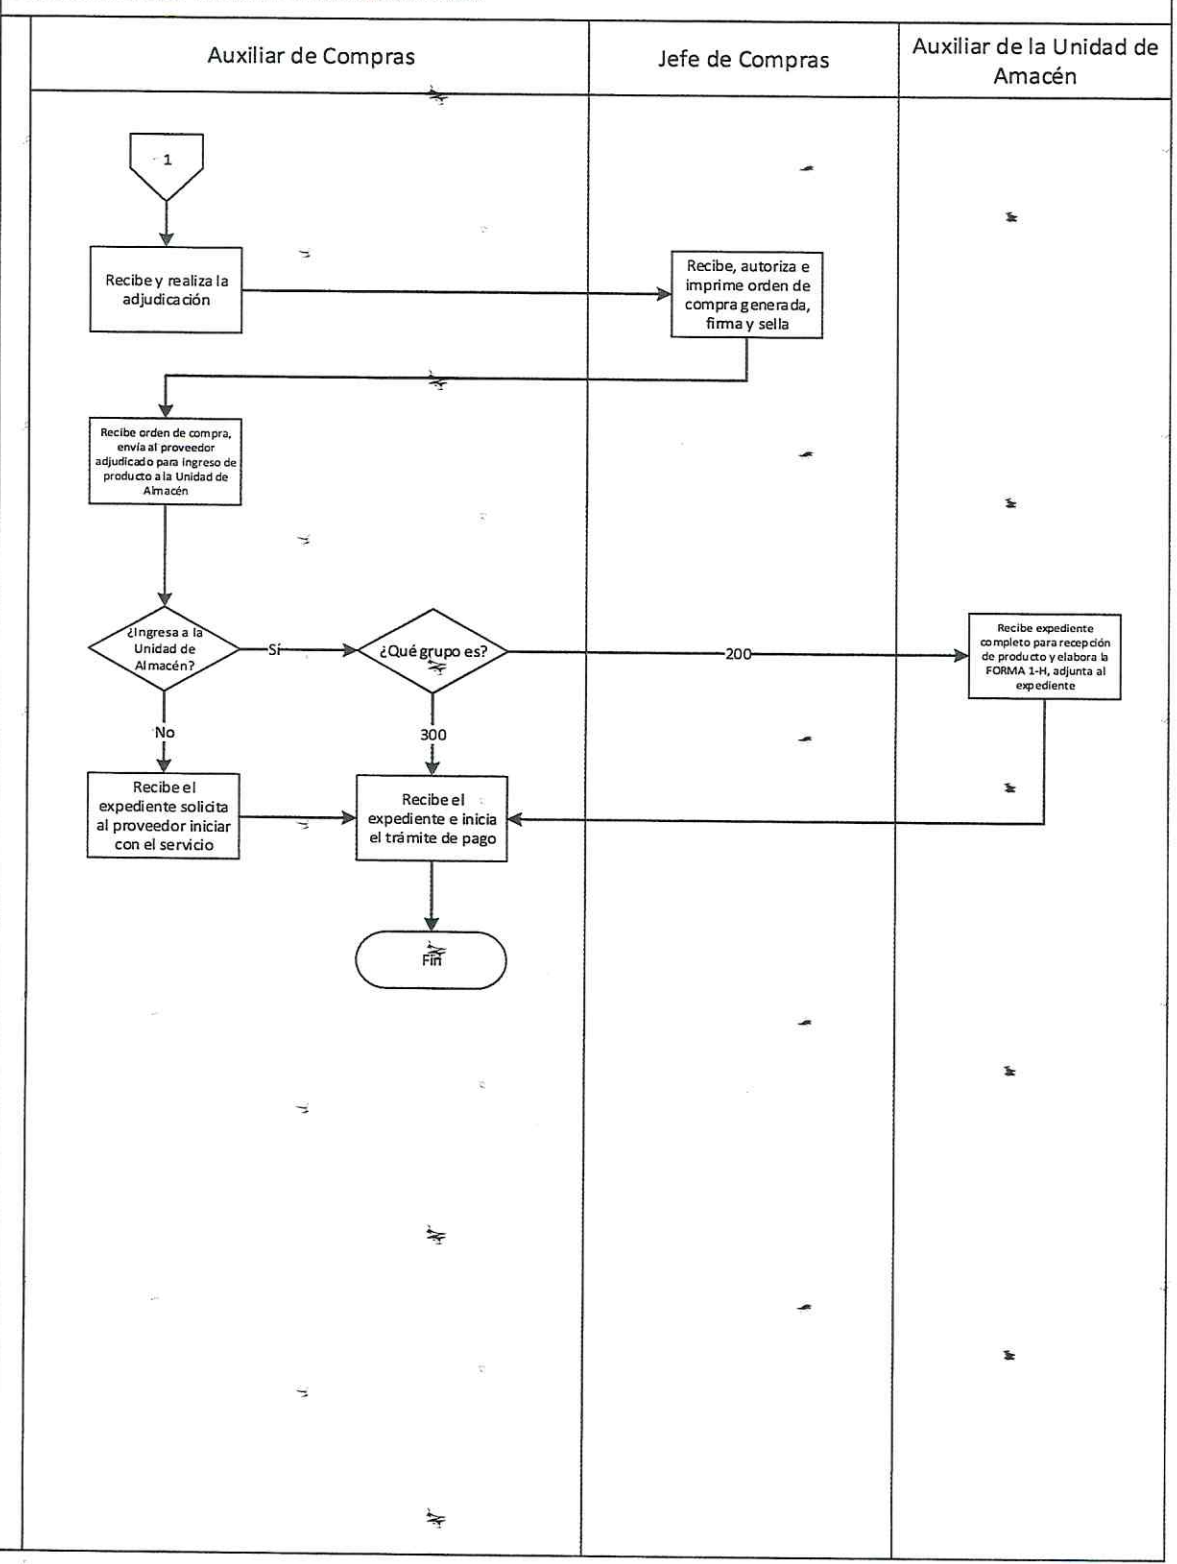 Auxiliar de Compras
Jefe de Compras
Auxiliar de la Unidad de
Amacén
1
Recibe y realiza la
adjudicación
Recibe, autoriza e
imprime orden de
compra generada,
firma y sella
Recibe orden de compra,
envía al proveedor
adjudicado para ingreso de
producto a la Unidad de
Almacén
¿Ingresa a la
Unidad de
Almacén?
Sí
¿Qué grupo es?
200
Recibe expediente
completo para recepción
de producto y elabora la
FORMA 1-H, adjunta al
expediente
No
300
Recibe el
expediente solicita
al proveedor iniciar
con el servicio
Recibe el
expediente e inicia
el trámite de pago
Fin